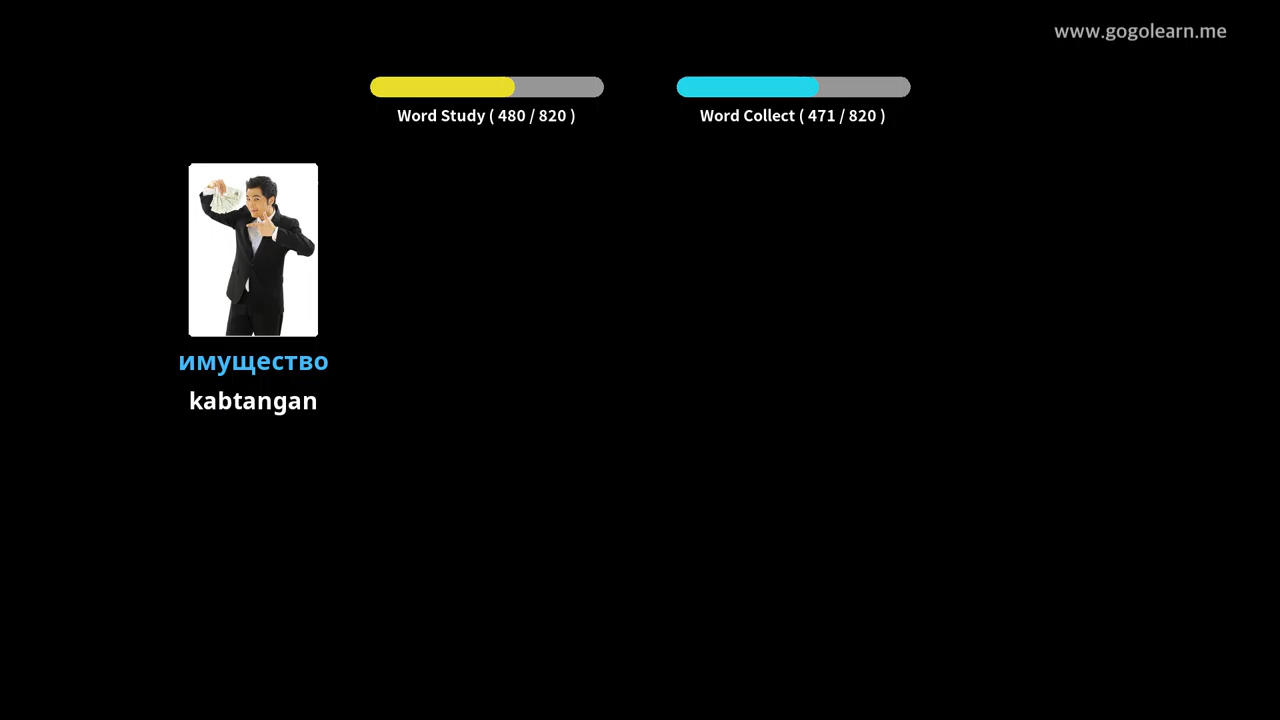 www.gogolearn.me
Word Study ( 480 / 820 )
Word Collect ( 471 / 820 )
имущество
kabtangan